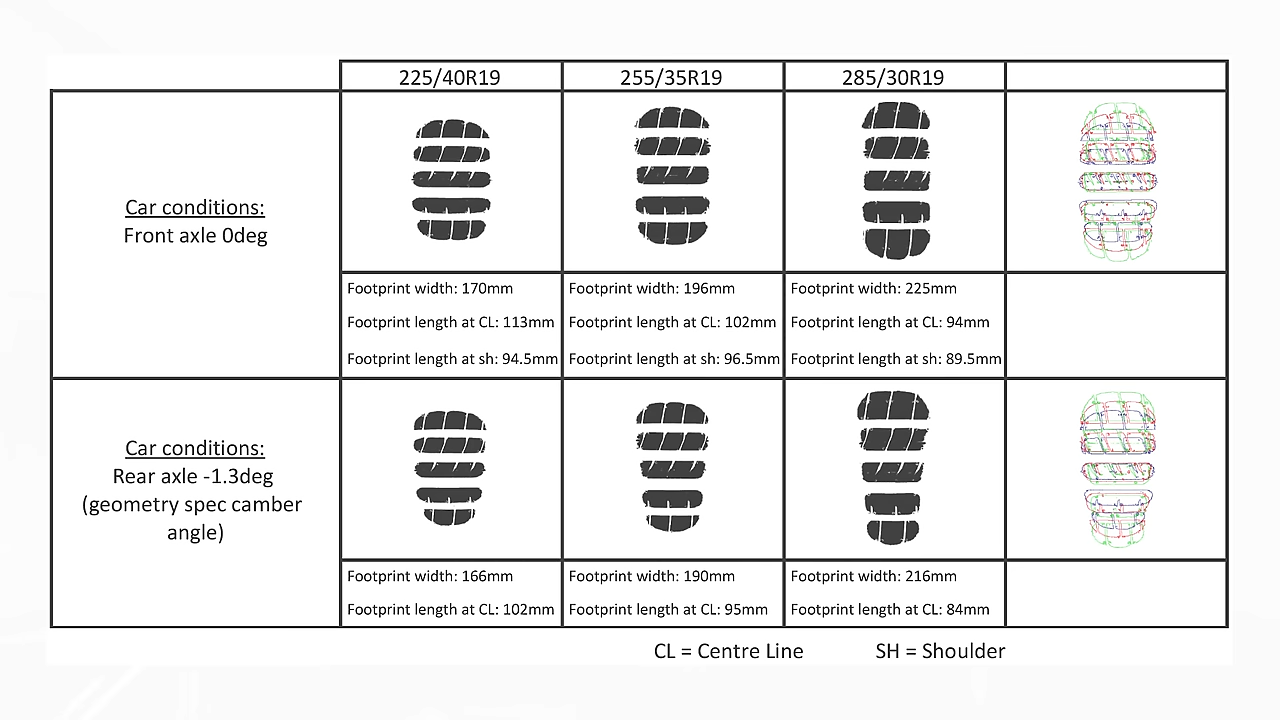 225/40R19
255/35R19
285/30R19
Car conditions:
Front axle 0deg
Footprint width: 170mm
Footprint length at CL: 113mm
Footprint length at sh: 94.5mm
Footprint width: 196mm
Footprint length at CL: 102mm
Footprint length at sh: 96.5mm
Footprint width: 225mm
Footprint length at CL: 94mm
Footprint length at sh: 89.5mm
Car conditions:
Rear axle -1.3deg
(geometry spec camber
angle)
Footprint width: 166mm
Footprint length at CL: 102mm
Footprint width: 190mm
Footprint length at CL: 95mm
Footprint width: 216mm
Footprint length at CL: 84mm
CL = Centre Line
SH = Shoulder